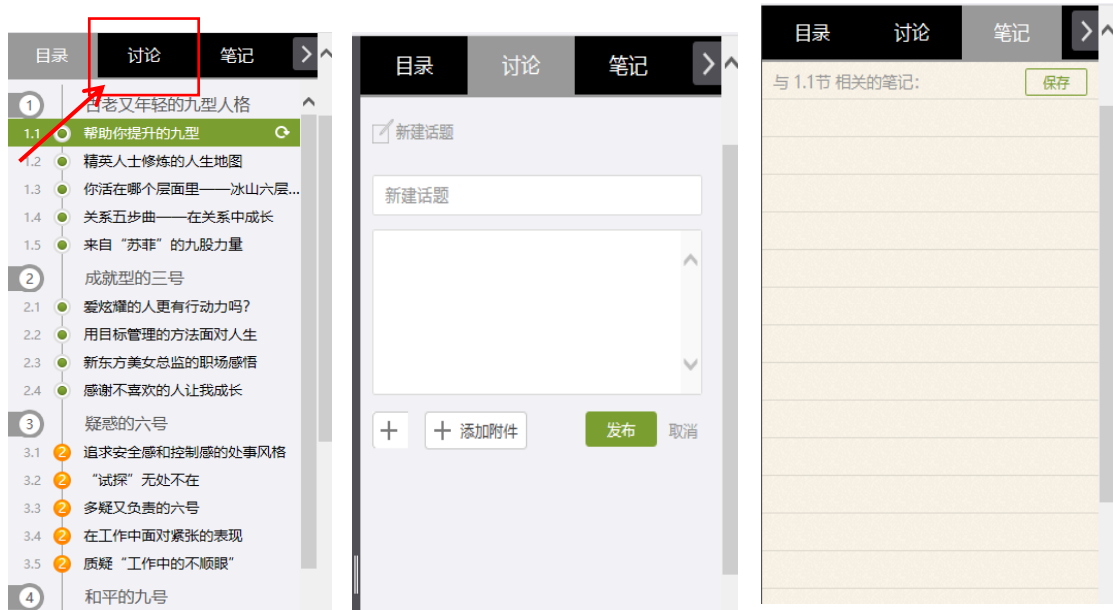 目录 讨论 笔记
1 古老又年轻的九型人格
1.1 帮助你提升的九型
1.2 精英人士修炼的人生地图
1.3 你活在哪个层面里——冰山六层...
1.4 关系五步曲——在关系中成长
1.5 来自“苏菲”的九股力量
2 成就型的三号
2.1 爱炫耀的人更有行动力吗?
2.2 用目标管理的方法面对人生
2.3 新东方美女总监的职场感悟
2.4 感谢不喜欢的人让我成长
3 疑惑的六号
3.1 2 追求安全感和控制感的处事风格
3.2 2 “试探”无处不在
3.3 2 多疑又负责的六号
3.4 2 在工作中面对紧张的表现
3.5 2 质疑“工作中的不顺眼”
4 和平的九号
目录 讨论 笔记
新建话题
新建话题
添加附件 发布 取消
目录 讨论 笔记
与 1.1节 相关的笔记: 保存